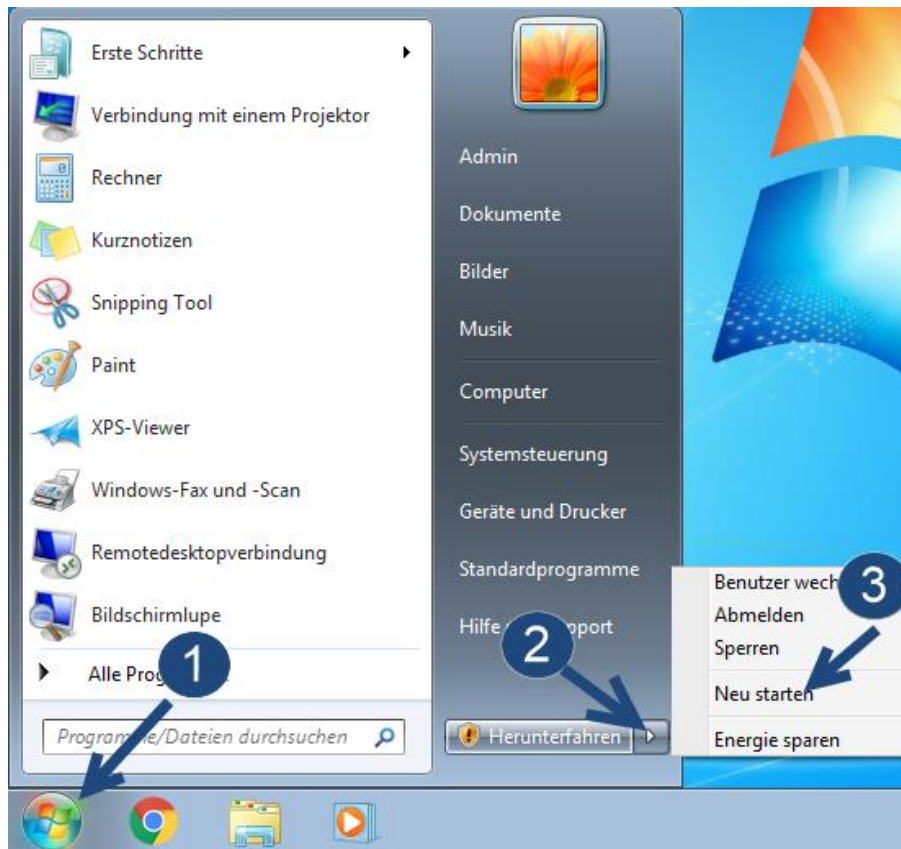 Erste Schritte
Verbindung mit einem Projektor
Rechner
Kurznotizen
Snipping Tool
Paint
XPS-Viewer
Windows-Fax und -Scan
Remotedesktopverbindung
Bildschirmlupe
Alle
1
Programme/Dateien durchsuchen
Admin
Dokumente
Bilder
Musik
Computer
Systemsteuerung
Geräte und Drucker
Standardprogramme
Hilfe
2
Herunterfahren
Benutzer
3
Abmelden
Sperren
Neu starten
Energie sparen